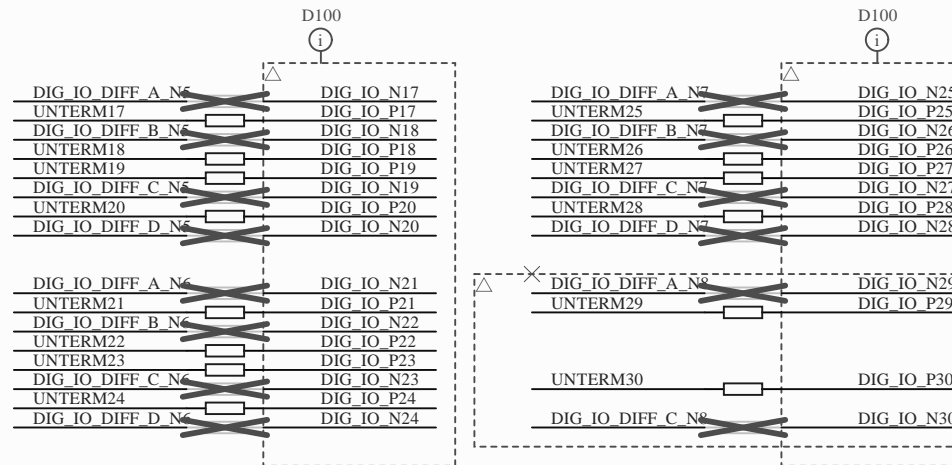 D100
i
DIG_IO_DIFF_A_N5 DIG_IO_N17
UNTERM17 DIG_IO_P17
DIG_IO_DIFF_B_N5 DIG_IO_N18
UNTERM18 DIG_IO_P18
UNTERM19 DIG_IO_P19
DIG_IO_DIFF_C_N5 DIG_IO_N19
UNTERM20 DIG_IO_P20
DIG_IO_DIFF_D_N5 DIG_IO_N20
DIG_IO_DIFF_A_N6 DIG_IO_N21
UNTERM21 DIG_IO_P21
DIG_IO_DIFF_B_N6 DIG_IO_N22
UNTERM22 DIG_IO_P22
UNTERM23 DIG_IO_P23
DIG_IO_DIFF_C_N6 DIG_IO_N23
UNTERM24 DIG_IO_P24
DIG_IO_DIFF_D_N6 DIG_IO_N24
D100
i
DIG_IO_DIFF_A_N7 DIG_IO_N25
UNTERM25 DIG_IO_P25
DIG_IO_DIFF_B_N7 DIG_IO_N26
UNTERM26 DIG_IO_P26
UNTERM27 DIG_IO_P27
DIG_IO_DIFF_C_N7 DIG_IO_N27
UNTERM28 DIG_IO_P28
DIG_IO_DIFF_D_N7 DIG_IO_N28
DIG_IO_DIFF_A_N8 DIG_IO_N29
UNTERM29 DIG_IO_P29
UNTERM30 DIG_IO_P30
DIG_IO_DIFF_C_N8 DIG_IO_N30